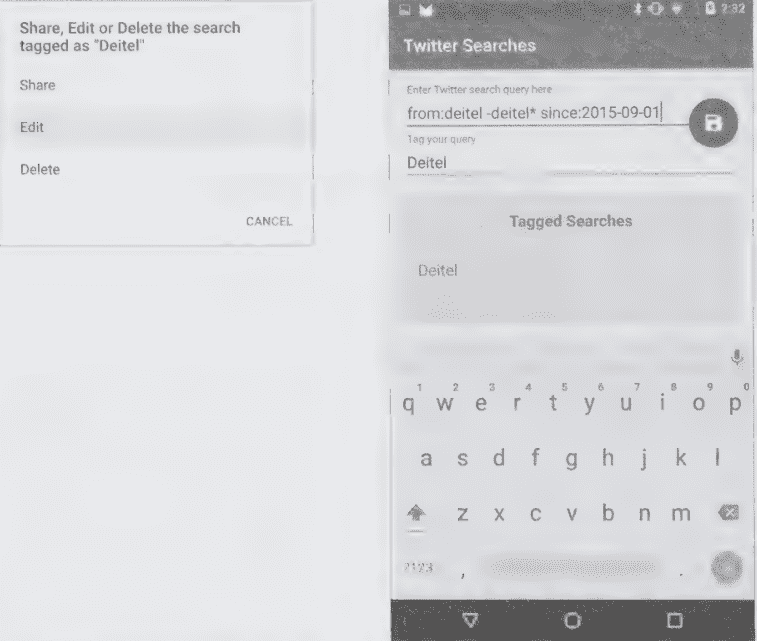 Share, Edit or Delete the search
tagged as "Deitel"
Share
Edit
Delete
CANCEL
2:32
Twitter Searches
Enter Twitter search query here
from:deitel -deitel* since:2015-09-01
Tag your query
Deitel
Tagged Searches
Deitel
1 2 3 4 5 6 7 8 9 0
q w e r t y u i o p
a s d f g h j k l
z x c v b n m
?123 , .